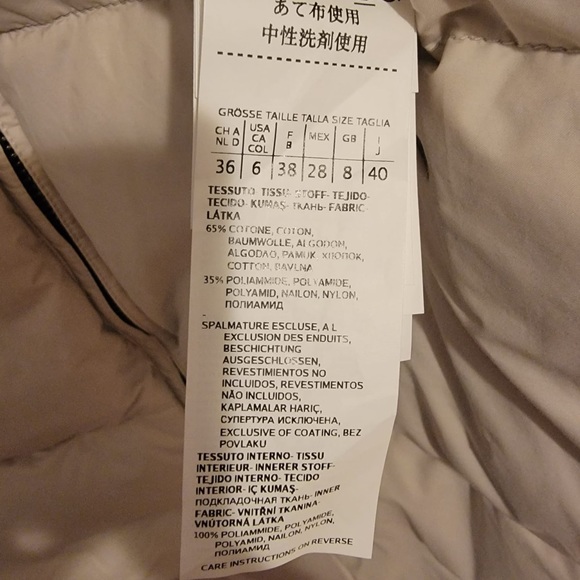 あて布使用
中性洗剤使用
GRÖSSE TAILLE TALLA SIZE TAGLIA
CH A NL D USA CA COL F B MEX GB I J
36 6 38 28 8 40
TESSUTO- TISSU- STOFF- TEJIDO-
TECIDO- KUMAŞ- ТКАНЬ- FABRIC-
LÁTKA
65% COTONE, COTON,
BAUMWOLLE, ALGODON,
ALGODAO, PAMUK- ХЛОПОК,
COTTON, BAVLNA
35% POLIAMMIDE, POLYAMIDE,
POLYAMID, NAILON, NYLON,
ПОЛИАМИД
-
SPALMATURE ESCLUSE, A L
EXCLUSION DES ENDUITS,
BESCHICHTUNG
AUSGESCHLOSSEN,
REVESTIMIENTOS NO
INCLUIDOS, REVESTIMENTOS
NÃO INCLUIDOS,
KAPLAMALAR HARIÇ,
СУПЕРТУРА ИСКЛЮЧЕНА,
EXCLUSIVE OF COATING, BEZ
POVLAKU
TESSUTO INTERNO- TISSU
INTERIEUR- INNERER STOFF-
TEJIDO INTERNO- TECIDO
INTERIOR- IÇ KUMAŞ-
ПОДКЛАДОЧНАЯ ТКАНЬ- INNER
FABRIC- VNITŘNÍ TKANINA-
VNÚTORNÁ LÁTKA
100% POLIAMMIDE, POLYAMIDE,
POLYAMID, NAILON, NYLON,
ПОЛИАМИД
CARE INSTRUCTIONS ON REVERSE